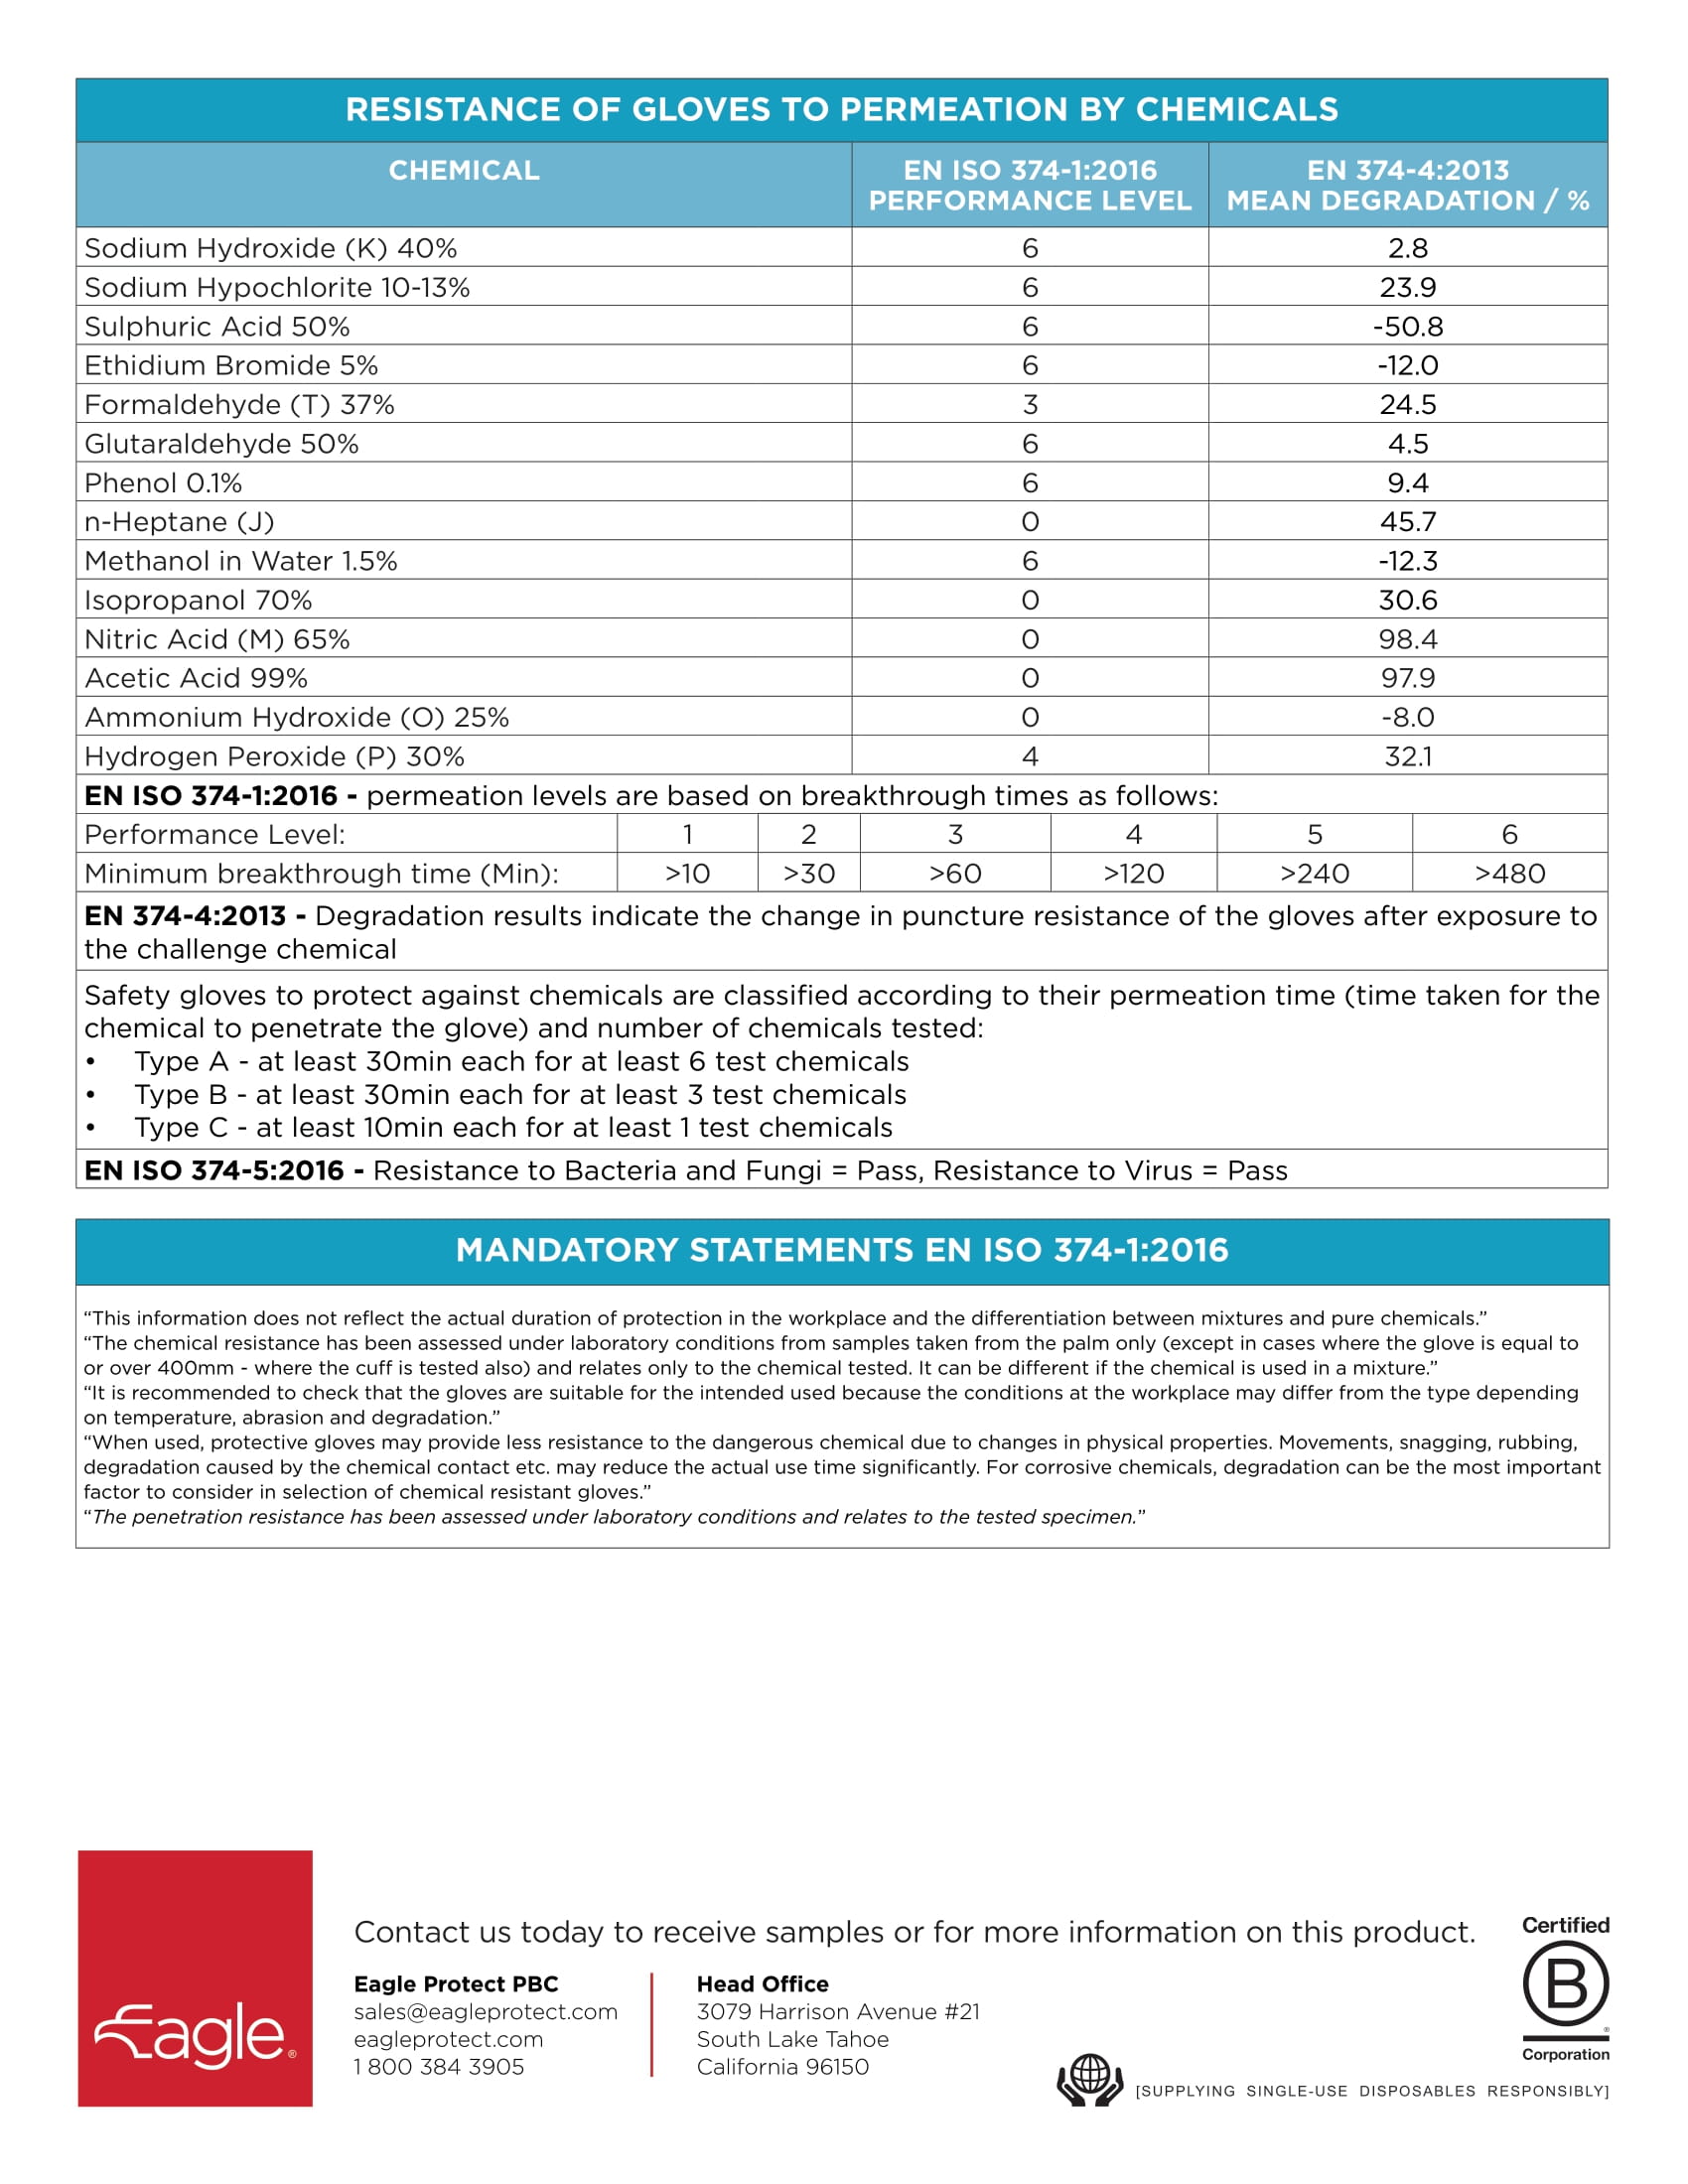 RESISTANCE OF GLOVES TO PERMEATION BY CHEMICALS
CHEMICAL EN ISO 374-1:2016 PERFORMANCE LEVEL EN 374-4:2013 MEAN DEGRADATION / %
Sodium Hydroxide (K) 40% 6 2.8
Sodium Hypochlorite 10-13% 6 23.9
Sulphuric Acid 50% 6 -50.8
Ethidium Bromide 5% 6 -12.0
Formaldehyde (T) 37% 3 24.5
Glutaraldehyde 50% 6 4.5
Phenol 0.1% 6 9.4
n-Heptane (J) 0 45.7
Methanol in Water 1.5% 6 -12.3
Isopropanol 70% 0 30.6
Nitric Acid (M) 65% 0 98.4
Acetic Acid 99% 0 97.9
Ammonium Hydroxide (O) 25% 0 -8.0
Hydrogen Peroxide (P) 30% 4 32.1
EN ISO 374-1:2016 - permeation levels are based on breakthrough times as follows:
Performance Level: 1 2 3 4 5 6
Minimum breakthrough time (Min): >10 >30 >60 >120 >240 >480
EN 374-4:2013 - Degradation results indicate the change in puncture resistance of the gloves after exposure to
the challenge chemical
Safety gloves to protect against chemicals are classified according to their permeation time (time taken for the
chemical to penetrate the glove) and number of chemicals tested:
• Type A - at least 30min each for at least 6 test chemicals
• Type B - at least 30min each for at least 3 test chemicals
• Type C - at least 10min each for at least 1 test chemicals
EN ISO 374-5:2016 - Resistance to Bacteria and Fungi = Pass, Resistance to Virus = Pass
MANDATORY STATEMENTS EN ISO 374-1:2016
“This information does not reflect the actual duration of protection in the workplace and the differentiation between mixtures and pure chemicals.”
“The chemical resistance has been assessed under laboratory conditions from samples taken from the palm only (except in cases where the glove is equal to
or over 400mm - where the cuff is tested also) and relates only to the chemical tested. It can be different if the chemical is used in a mixture.”
“It is recommended to check that the gloves are suitable for the intended used because the conditions at the workplace may differ from the type depending
on temperature, abrasion and degradation.”
“When used, protective gloves may provide less resistance to the dangerous chemical due to changes in physical properties. Movements, snagging, rubbing,
degradation caused by the chemical contact etc. may reduce the actual use time significantly. For corrosive chemicals, degradation can be the most important
factor to consider in selection of chemical resistant gloves.”
“The penetration resistance has been assessed under laboratory conditions and relates to the tested specimen.”
Eagle®
Contact us today to receive samples or for more information on this product.
Eagle Protect PBC
sales@eagleprotect.com
eagleprotect.com
1 800 384 3905
Head Office
3079 Harrison Avenue #21
South Lake Tahoe
California 96150
Certified
B
®
Corporation
[SUPPLYING SINGLE-USE DISPOSABLES RESPONSIBLY]